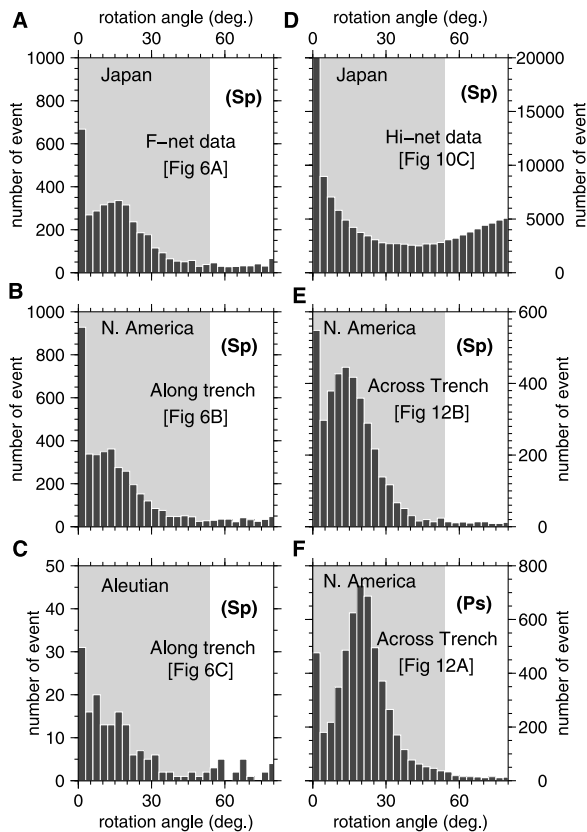 A
rotation angle (deg.)
0 30 60
number of event
1000
800
600
400
200
0
Japan
(Sp)
F−net data
[Fig 6A]
B
number of event
1000
800
600
400
200
0
N. America
(Sp)
Along trench
[Fig 6B]
C
number of event
50
40
30
20
10
0
Aleutian
(Sp)
Along trench
[Fig 6C]
0 30 60
rotation angle (deg.)
D
rotation angle (deg.)
0 30 60
Japan
(Sp)
Hi−net data
[Fig 10C]
20000
15000
10000
5000
0
number of event
E
N. America
(Sp)
Across Trench
[Fig 12B]
600
400
200
0
number of event
F
N. America
(Ps)
Across Trench
[Fig 12A]
800
600
400
200
0
number of event
0 30 60
rotation angle (deg.)